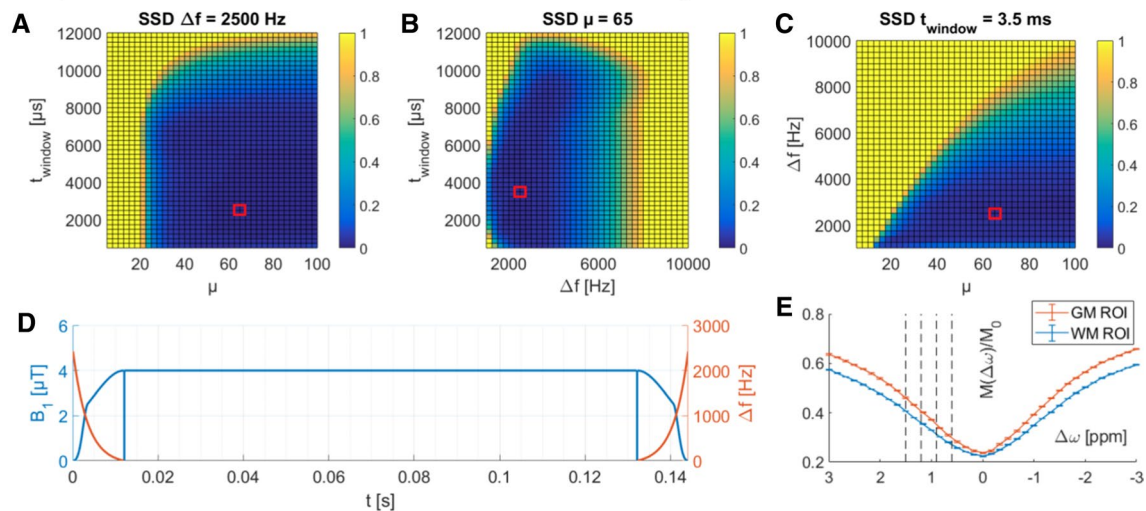 A
SSD Δf = 2500 Hz
t_window [μs]
12000
10000
8000
6000
4000
2000
20 40 60 80 100
μ
1
0.8
0.6
0.4
0.2
0
B
SSD μ = 65
t_window [μs]
12000
10000
8000
6000
4000
2000
2000 6000 10000
Δf [Hz]
1
0.8
0.6
0.4
0.2
0
C
SSD t_window = 3.5 ms
Δf [Hz]
10000
8000
6000
4000
2000
20 40 60 80 100
μ
1
0.8
0.6
0.4
0.2
0
D
B₁ [μT]
6
4
2
0
0 0.02 0.04 0.06 0.08 0.1 0.12 0.14
t [s]
3000
2000
1000
0
Δf [Hz]
E
0.8
0.6
0.4
0.2
M(Δω)/M₀
GM ROI
WM ROI
Δω [ppm]
3 2 1 0 -1 -2 -3